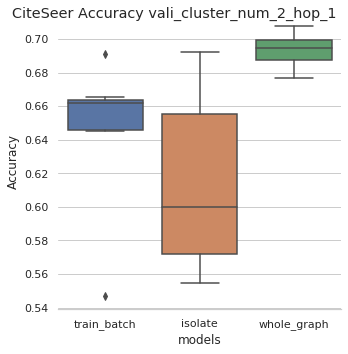 CiteSeer Accuracy vali_cluster_num_2_hop_1
0.70
0.68
0.66
0.64
0.62
0.60
0.58
0.56
0.54
Accuracy
train_batch isolate whole_graph
models